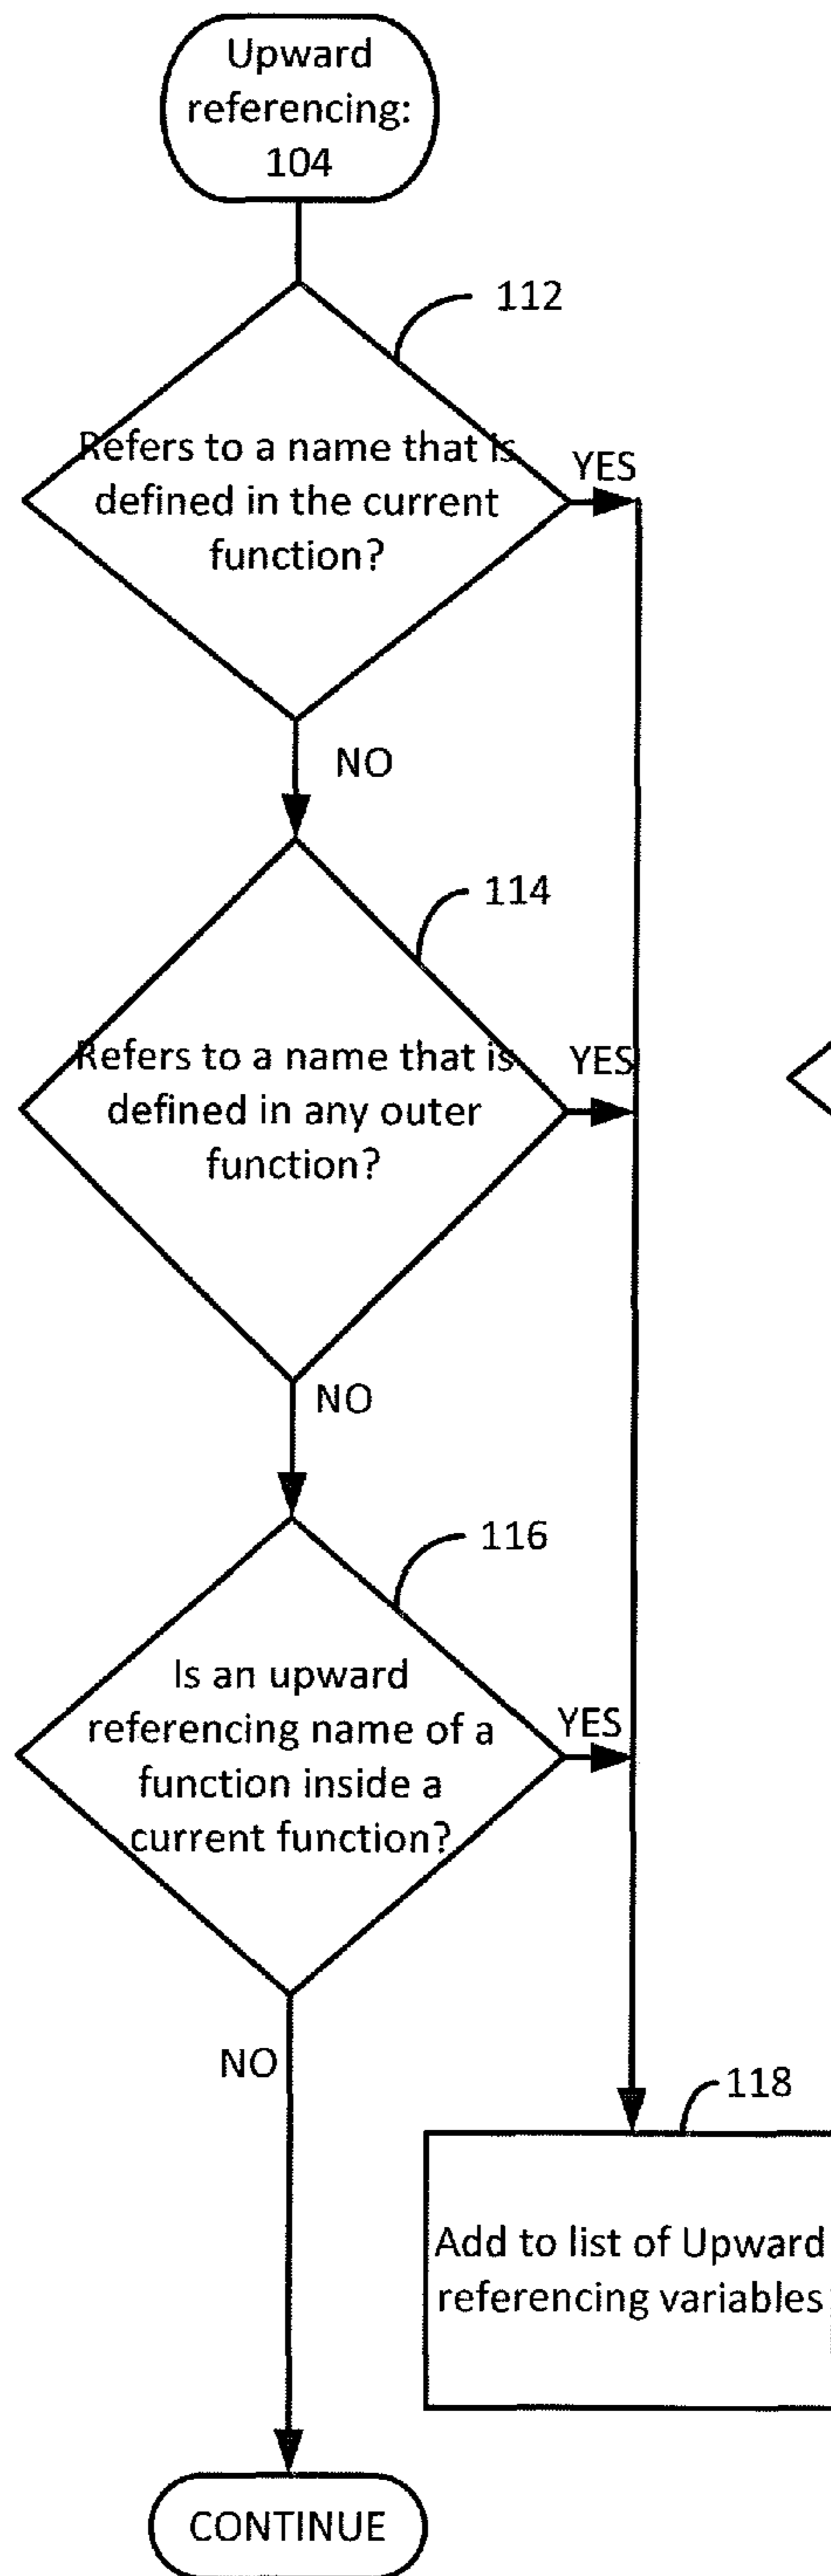 Upward
referencing:
104
112
Refers to a name that is
defined in the current
function?
YES
NO
114
Refers to a name that is
defined in any outer
function?
YES
NO
116
Is an upward
referencing name of a
function inside a
current function?
YES
NO
118
Add to list of Upward
referencing variables
CONTINUE